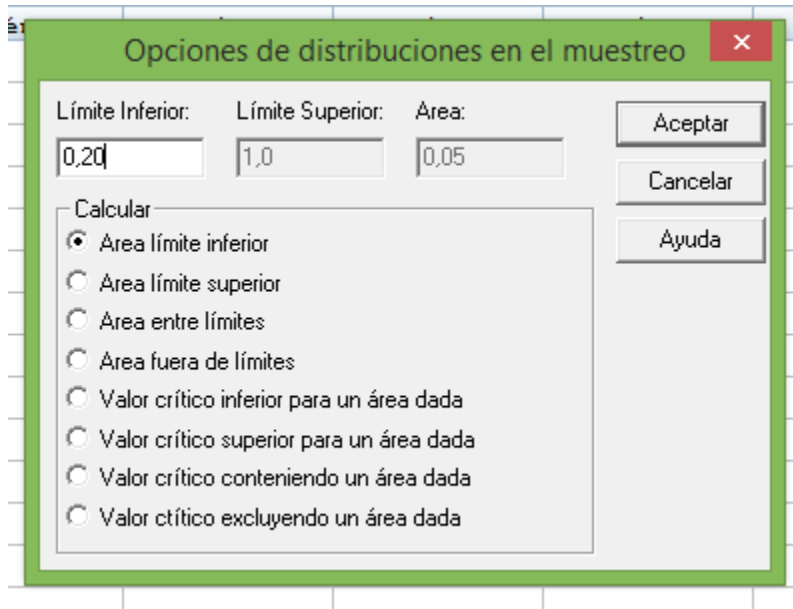 Opciones de distribuciones en el muestreo
Límite Inferior: Límite Superior: Area:
0,20 1,0 0,05
Aceptar
Cancelar
Ayuda
Calcular
Area límite inferior
Area límite superior
Area entre límites
Area fuera de límites
Valor crítico inferior para un área dada
Valor crítico superior para un área dada
Valor crítico conteniendo un área dada
Valor ctítico excluyendo un área dada